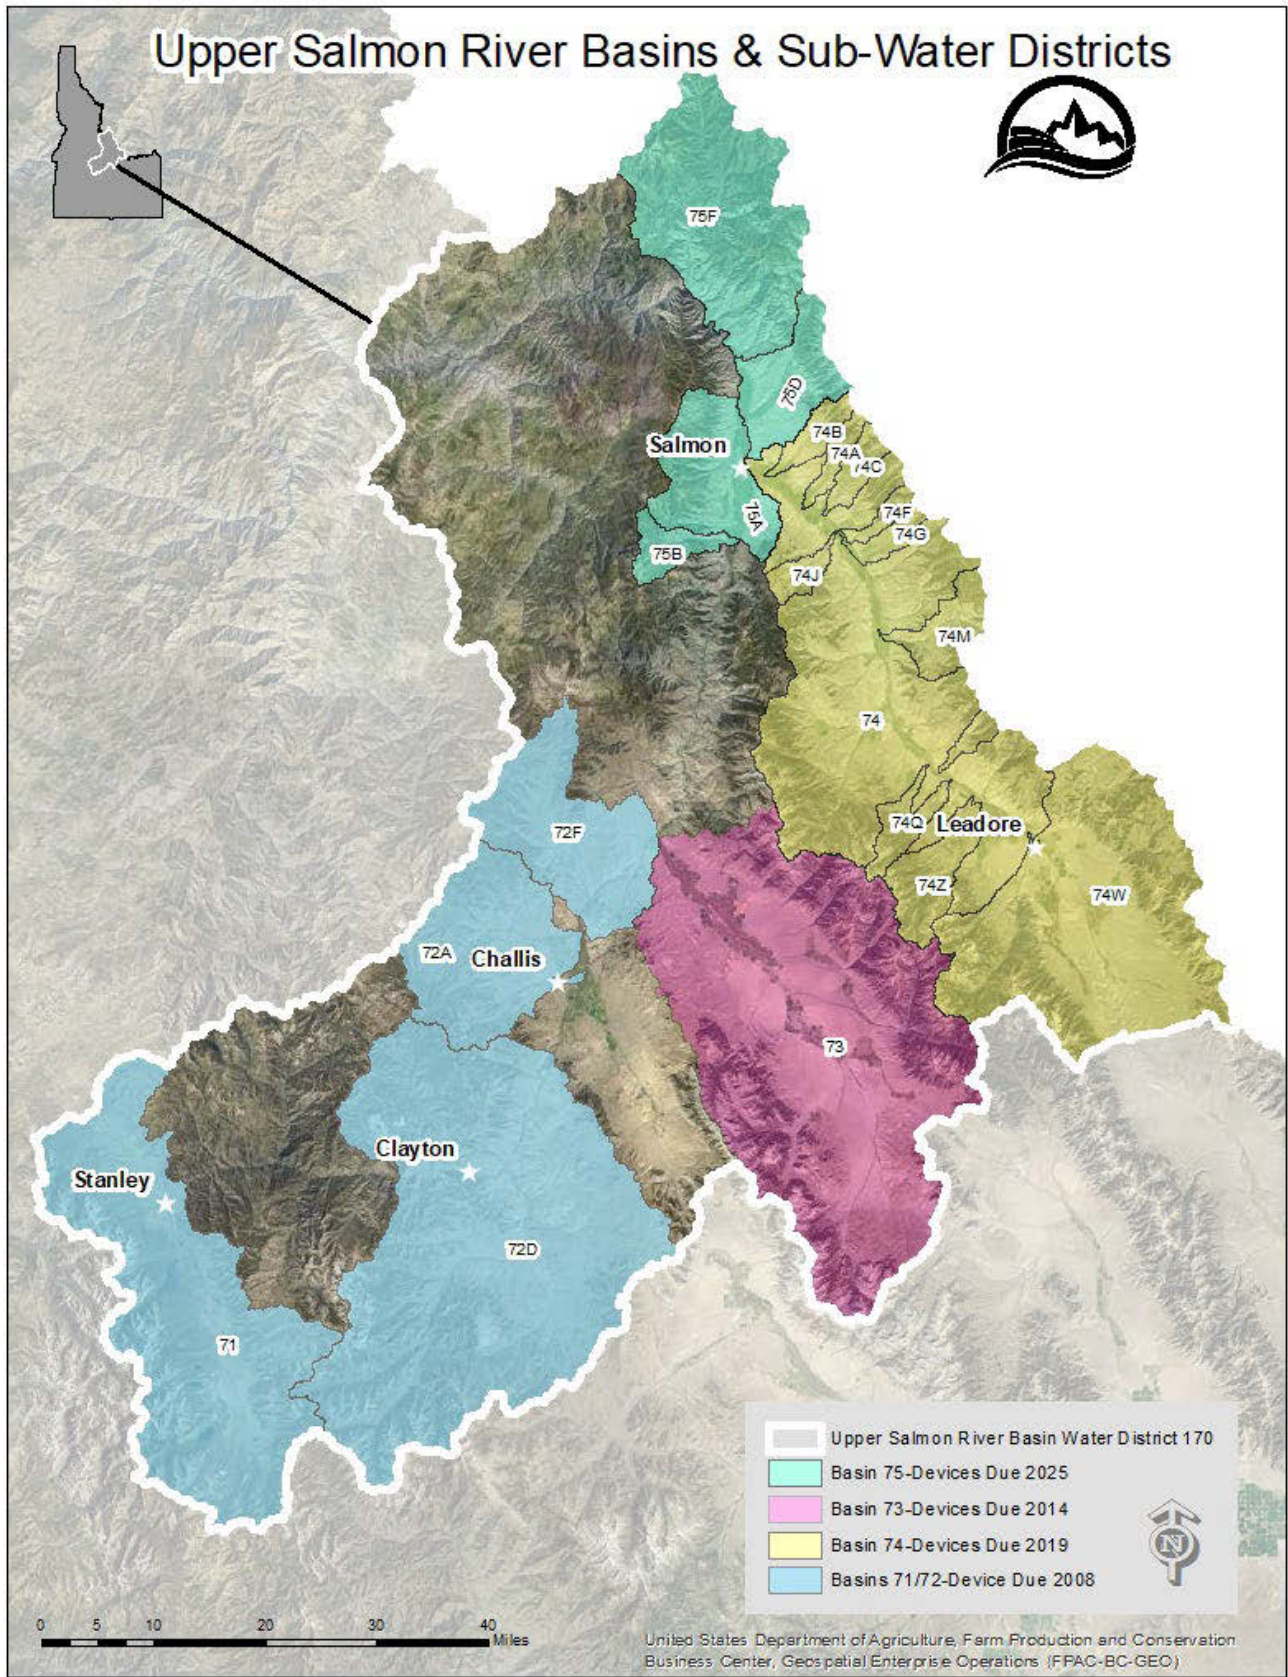 Upper Salmon River Basins & Sub-Water Districts
75F
75D
74B
Salmon
74A
74C
75A
74F
74G
75B
74J
74M
74
72F
74Q
Leadore
74Z
74W
72A
Challis
73
Clayton
Stanley
72D
71
Upper Salmon River Basin Water District 170
Basin 75-Devices Due 2025
Basin 73-Devices Due 2014
Basin 74-Devices Due 2019
Basins 71/72-Device Due 2008
N
0 5 10 20 30 40
Miles
United States Department of Agriculture, Farm Production and Conservation
Business Center, Geospatial Enterprise Operations (FPAC-BC-GEO)